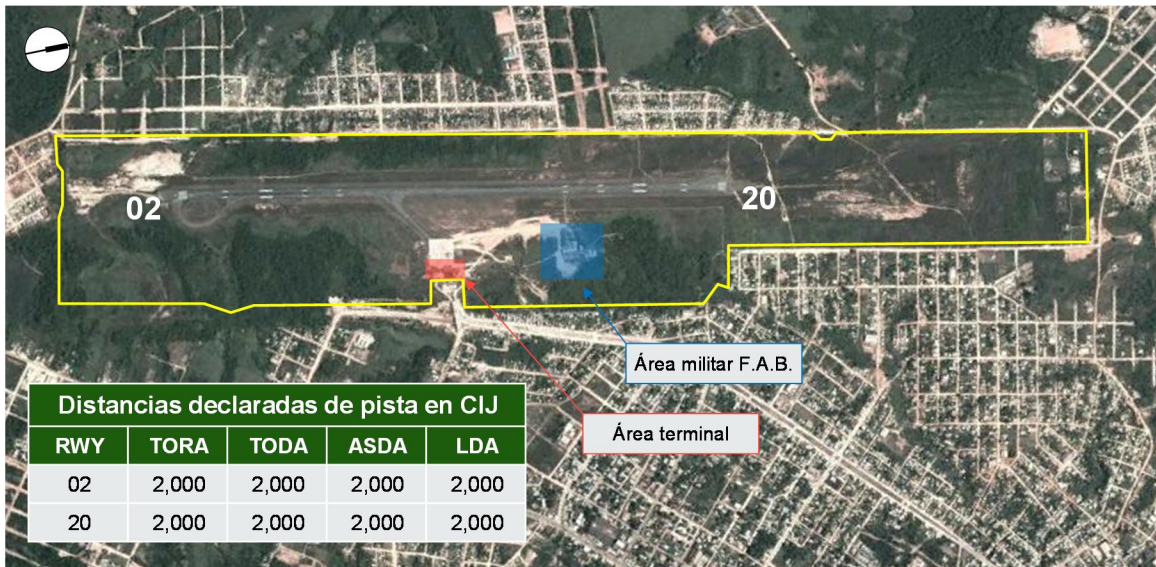 02
20
Área militar F.A.B.
Área terminal
Distancias declaradas de pista en CIJ
RWY TORA TODA ASDA LDA
02 2,000 2,000 2,000 2,000
20 2,000 2,000 2,000 2,000